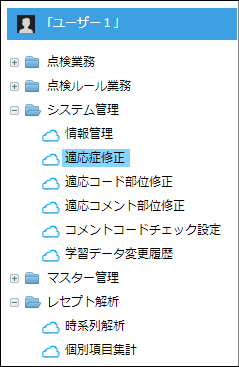 「ユーザー１」
点検業務
点検ルール業務
システム管理
情報管理
適応症修正
適応コード部位修正
適応コメント部位修正
コメントコードチェック設定
学習データ変更履歴
マスター管理
レセプト解析
時系列解析
個別項目集計